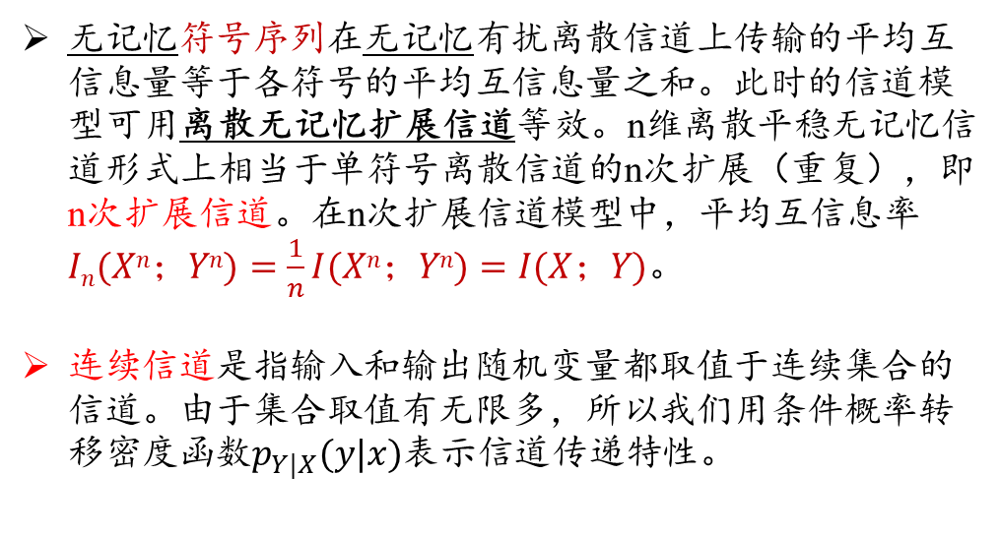 ➢ 无记忆符号序列在无记忆有扰离散信道上传输的平均互
信息量等于各符号的平均互信息量之和。此时的信道模
型可用离散无记忆扩展信道等效。n维离散平稳无记忆信
道形式上相当于单符号离散信道的n次扩展（重复），即
n次扩展信道。在n次扩展信道模型中，平均互信息率
Iₙ(Xⁿ；Yⁿ) = 1/n I(Xⁿ；Yⁿ) = I(X；Y)。
➢ 连续信道是指输入和输出随机变量都取值于连续集合的
信道。由于集合取值有无限多，所以我们用条件概率转
移密度函数p_{Y|X}(y|x)表示信道传递特性。